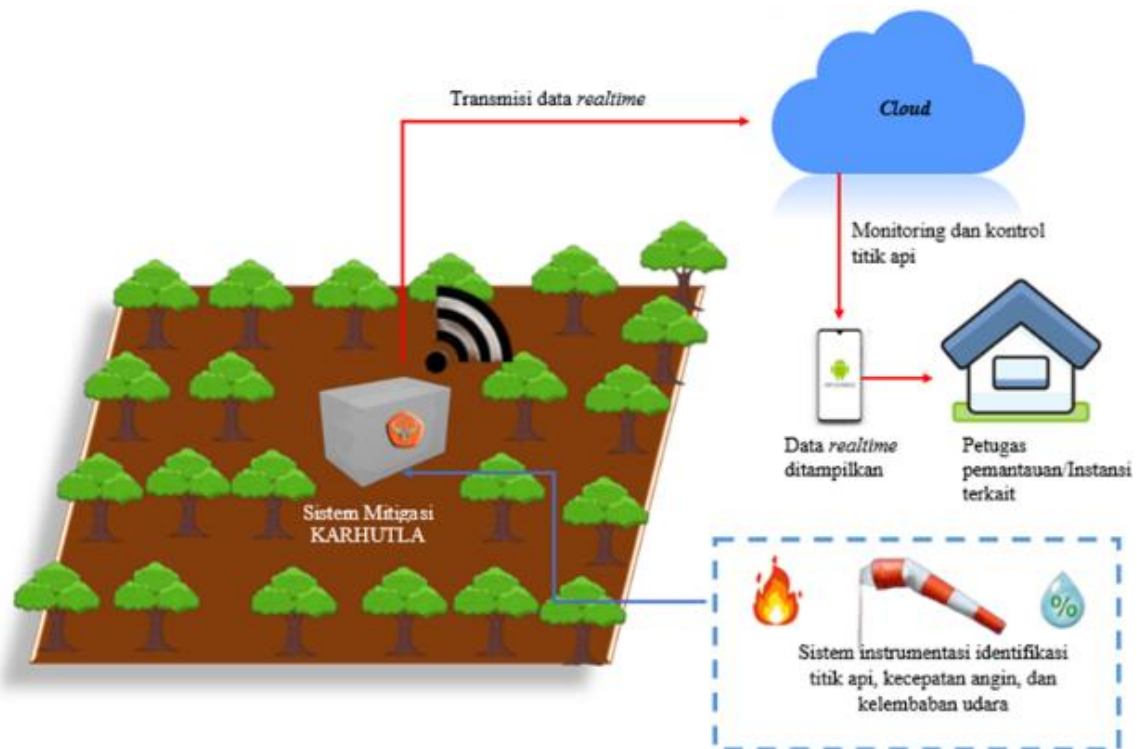 Transmisi data realtime
Cloud
Monitoring dan kontrol
titik api
Data realtime
ditampilkan
Petugas
pemantauan/Instansi
terkait
Sistem Mitigasi
KARHUTLA
%
Sistem instrumentasi identifikasi
titik api, kecepatan angin, dan
kelembaban udara